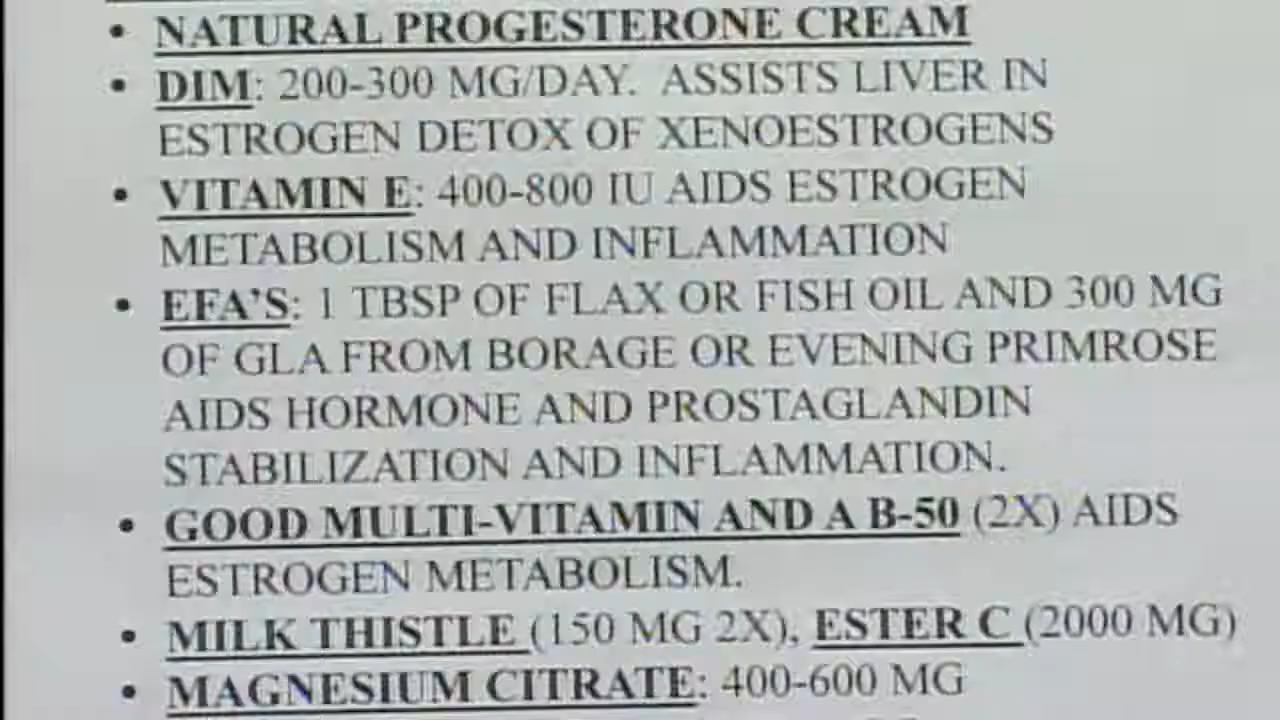 • NATURAL PROGESTERONE CREAM
• DIM: 200-300 MG/DAY. ASSISTS LIVER IN
ESTROGEN DETOX OF XENOESTROGENS
• VITAMIN E: 400-800 IU AIDS ESTROGEN
METABOLISM AND INFLAMMATION
• EFA'S: 1 TBSP OF FLAX OR FISH OIL AND 300 MG
OF GLA FROM BORAGE OR EVENING PRIMROSE
AIDS HORMONE AND PROSTAGLANDIN
STABILIZATION AND INFLAMMATION.
• GOOD MULTI-VITAMIN AND A B-50 (2X) AIDS
ESTROGEN METABOLISM.
• MILK THISTLE (150 MG 2X), ESTER C (2000 MG)
• MAGNESIUM CITRATE: 400-600 MG